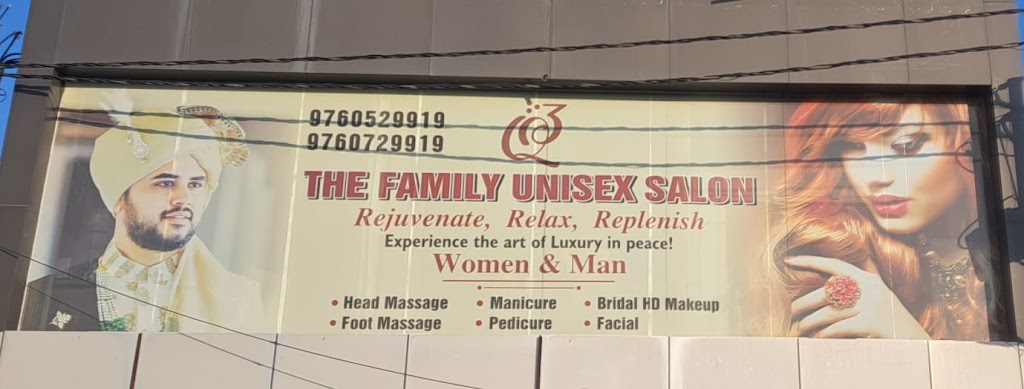 9760529919
9760729919
THE FAMILY UNISEX SALON
Rejuvenate, Relax, Replenish
Experience the art of Luxury in peace!
Women & Man
• Head Massage • Manicure • Bridal HD Makeup
• Foot Massage • Pedicure • Facial